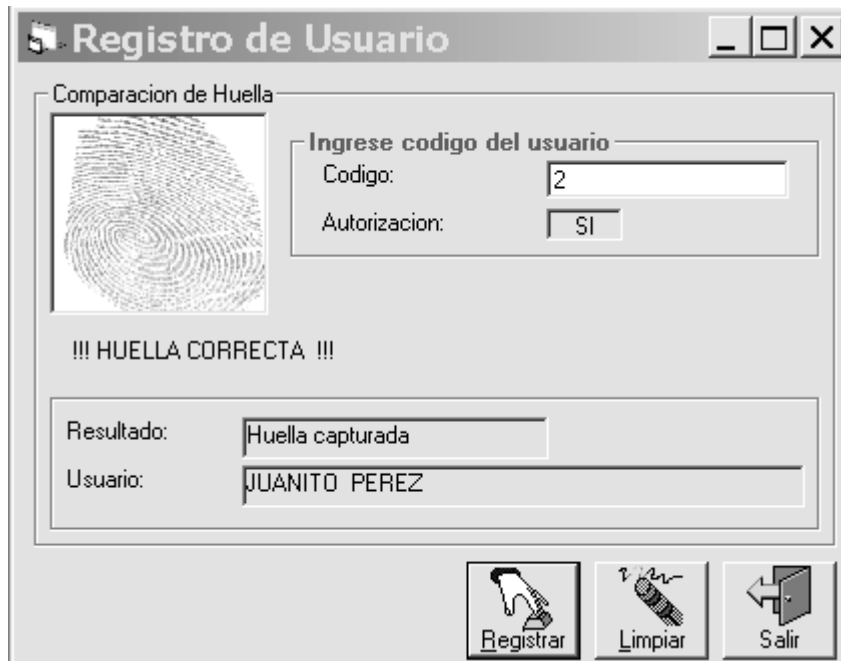 Registro de Usuario
Comparacion de Huella
Ingrese codigo del usuario
Codigo: 2
Autorizacion: SI
!!! HUELLA CORRECTA !!!
Resultado: Huella capturada
Usuario: JUANITO PEREZ
Registrar Limpiar Salir